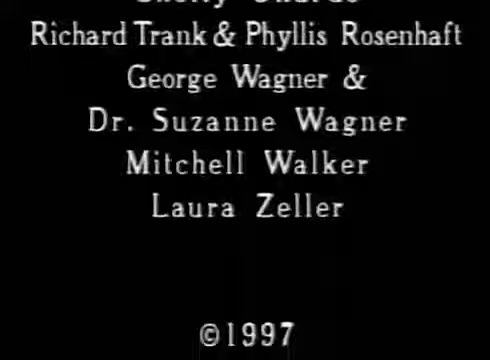 Richard Trank & Phyllis Rosenhaft
George Wagner &
Dr. Suzanne Wagner
Mitchell Walker
Laura Zeller
©1997